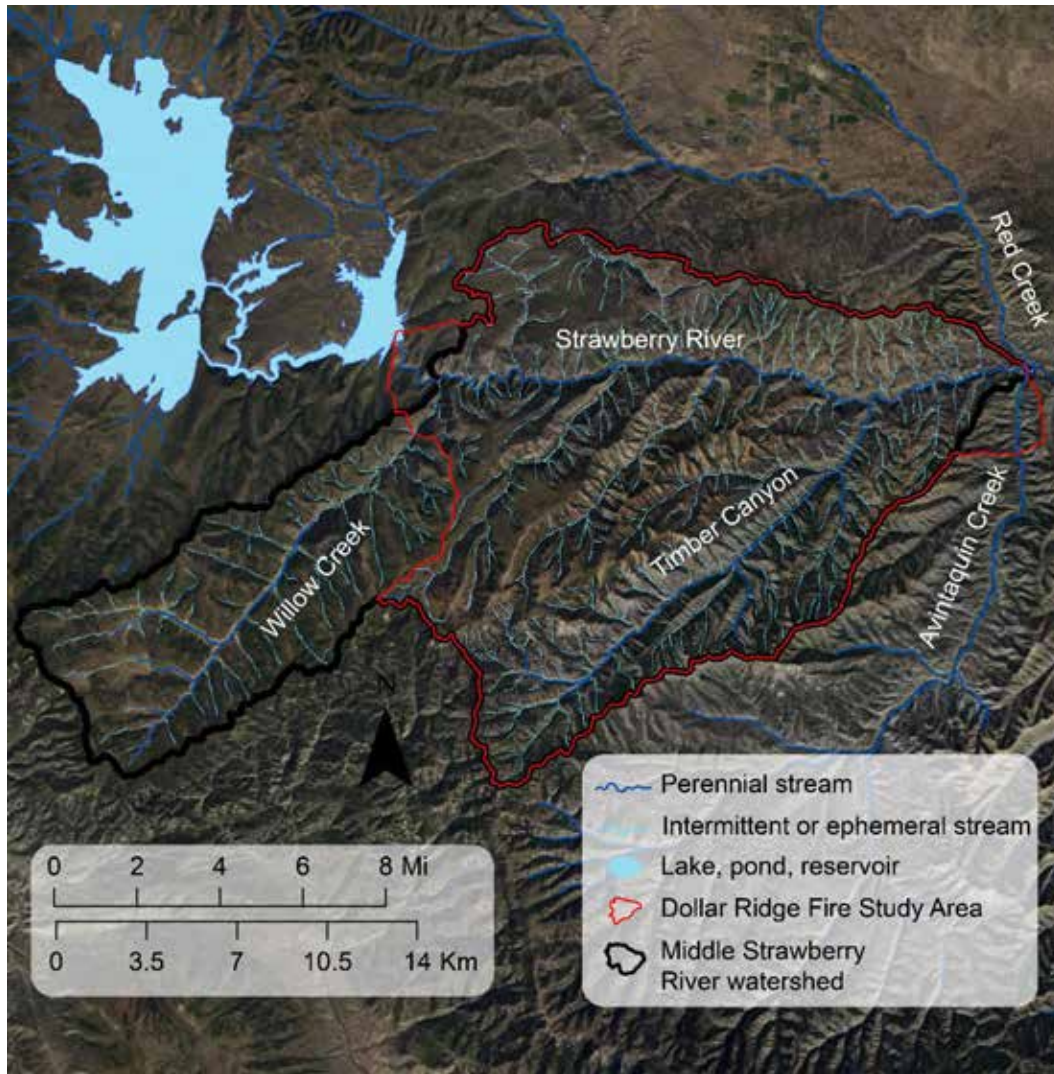 Red Creek
Strawberry River
Timber Canyon
Willow Creek
Avintaquin Creek
N
Perennial stream
Intermittent or ephemeral stream
Lake, pond, reservoir
Dollar Ridge Fire Study Area
Middle Strawberry
River watershed
0 2 4 6 8 Mi
0 3.5 7 10.5 14 Km